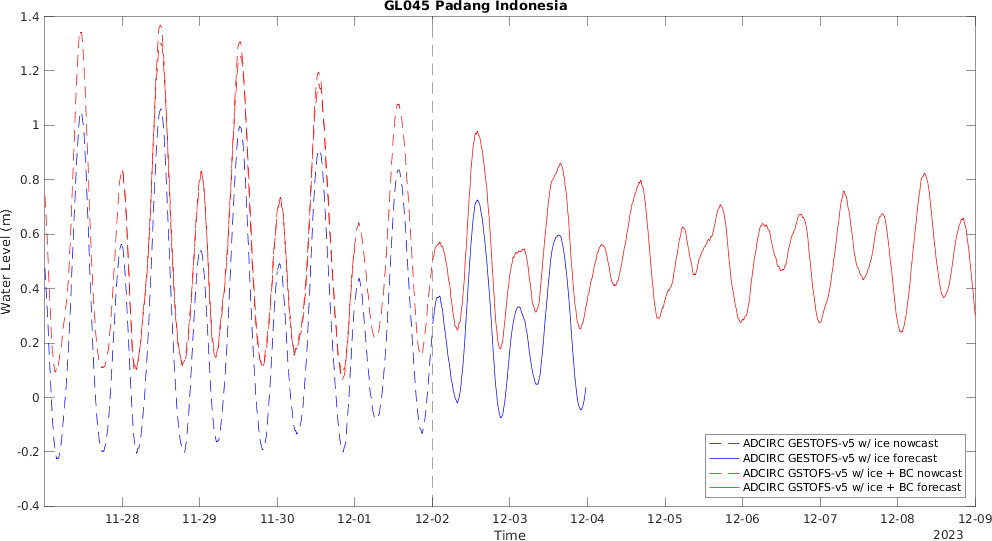 GL045 Padang Indonesia
1.4
1.2
1
0.8
0.6
0.4
0.2
0
-0.2
-0.4
Water Level (m)
11-28 11-29 11-30 12-01 12-02 12-03 12-04 12-05 12-06 12-07 12-08 12-09
Time
2023
ADCIRC GESTOFS-v5 w/ ice nowcast
ADCIRC GESTOFS-v5 w/ ice forecast
ADCIRC GSTOFS-v5 w/ ice + BC nowcast
ADCIRC GSTOFS-v5 w/ ice + BC forecast